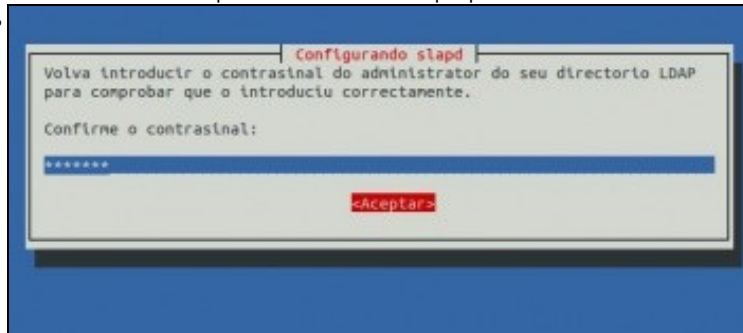 Configurando slapd
Volva introducir o contrasinal do administrator do seu directorio LDAP
para comprobar que o introduciu correctamente.
Confirme o contrasinal:
*******
<Aceptar>